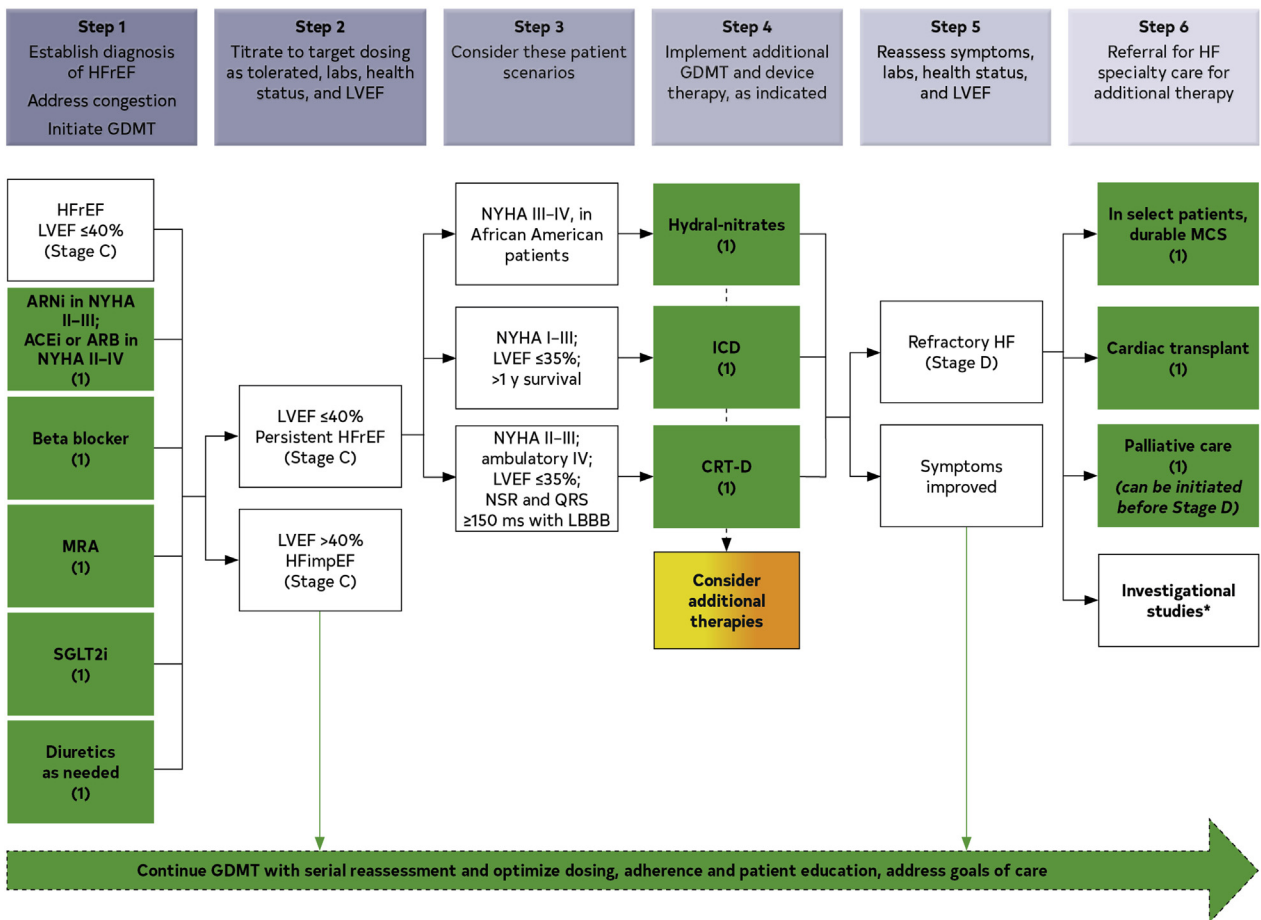 Step 1
Establish diagnosis
of HFrEF
Address congestion
Initiate GDMT
Step 2
Titrate to target dosing
as tolerated, labs, health
status, and LVEF
Step 3
Consider these patient
scenarios
Step 4
Implement additional
GDMT and device
therapy, as indicated
Step 5
Reassess symptoms,
labs, health status,
and LVEF
Step 6
Referral for HF
specialty care for
additional therapy
HFrEF
LVEF ≤40%
(Stage C)
ARNi in NYHA
II–III;
ACEi or ARB in
NYHA II–IV
(1)
Beta blocker
(1)
MRA
(1)
SGLT2i
(1)
Diuretics
as needed
(1)
LVEF ≤40%
Persistent HFrEF
(Stage C)
LVEF >40%
HFimpEF
(Stage C)
NYHA III–IV, in
African American
patients
NYHA I–III;
LVEF ≤35%;
>1 y survival
NYHA II–III;
ambulatory IV;
LVEF ≤35%;
NSR and QRS
≥150 ms with LBBB
Hydral-nitrates
(1)
ICD
(1)
CRT-D
(1)
Consider
additional
therapies
Refractory HF
(Stage D)
Symptoms
improved
In select patients,
durable MCS
(1)
Cardiac transplant
(1)
Palliative care
(1)
(can be initiated
before Stage D)
Investigational
studies*
Continue GDMT with serial reassessment and optimize dosing, adherence and patient education, address goals of care